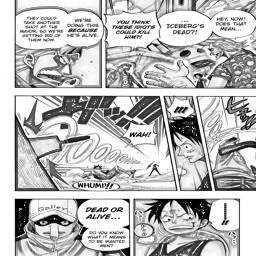 HEY, NOW!
DOES THAT
MEAN...
...
ICEBERG'S
DEAD?!
YOU THINK
THESE IDIOTS
COULD KILL
HIM?!
WE'RE
DOING THIS
BECAUSE
HE'S ALIVE.
THEY COULD
TAKE ANOTHER
SHOT AT THE
MAYOR, SO WE'RE
GETTING RID OF
THEM NOW.
!!!
WAH!
WHUMP!!
DEAD OR
ALIVE...
DO YOU KNOW
WHAT IT MEANS
TO BE WANTED
MEN?
Galley